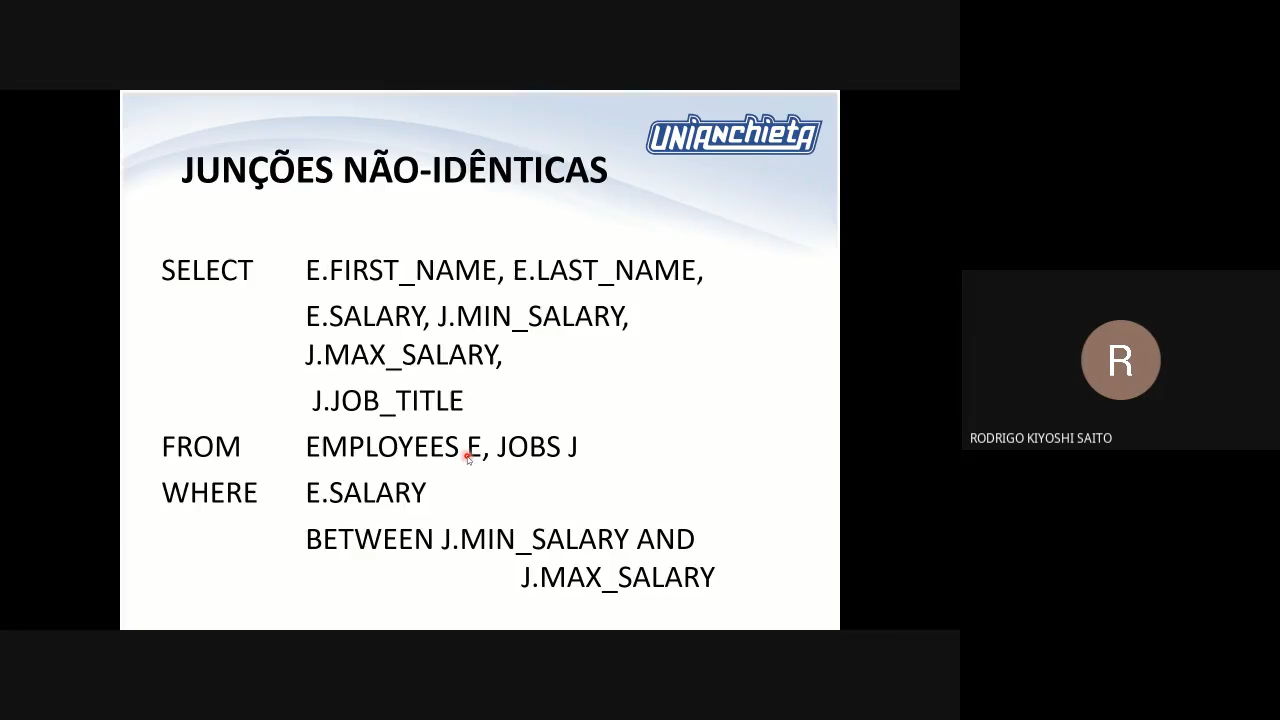 UNIANCHIETA
JUNÇÕES NÃO-IDÊNTICAS
SELECT E.FIRST_NAME, E.LAST_NAME,
E.SALARY, J.MIN_SALARY,
J.MAX_SALARY,
J.JOB_TITLE
FROM EMPLOYEES E, JOBS J
WHERE E.SALARY
BETWEEN J.MIN_SALARY AND
J.MAX_SALARY
R
RODRIGO KIYOSHI SAITO